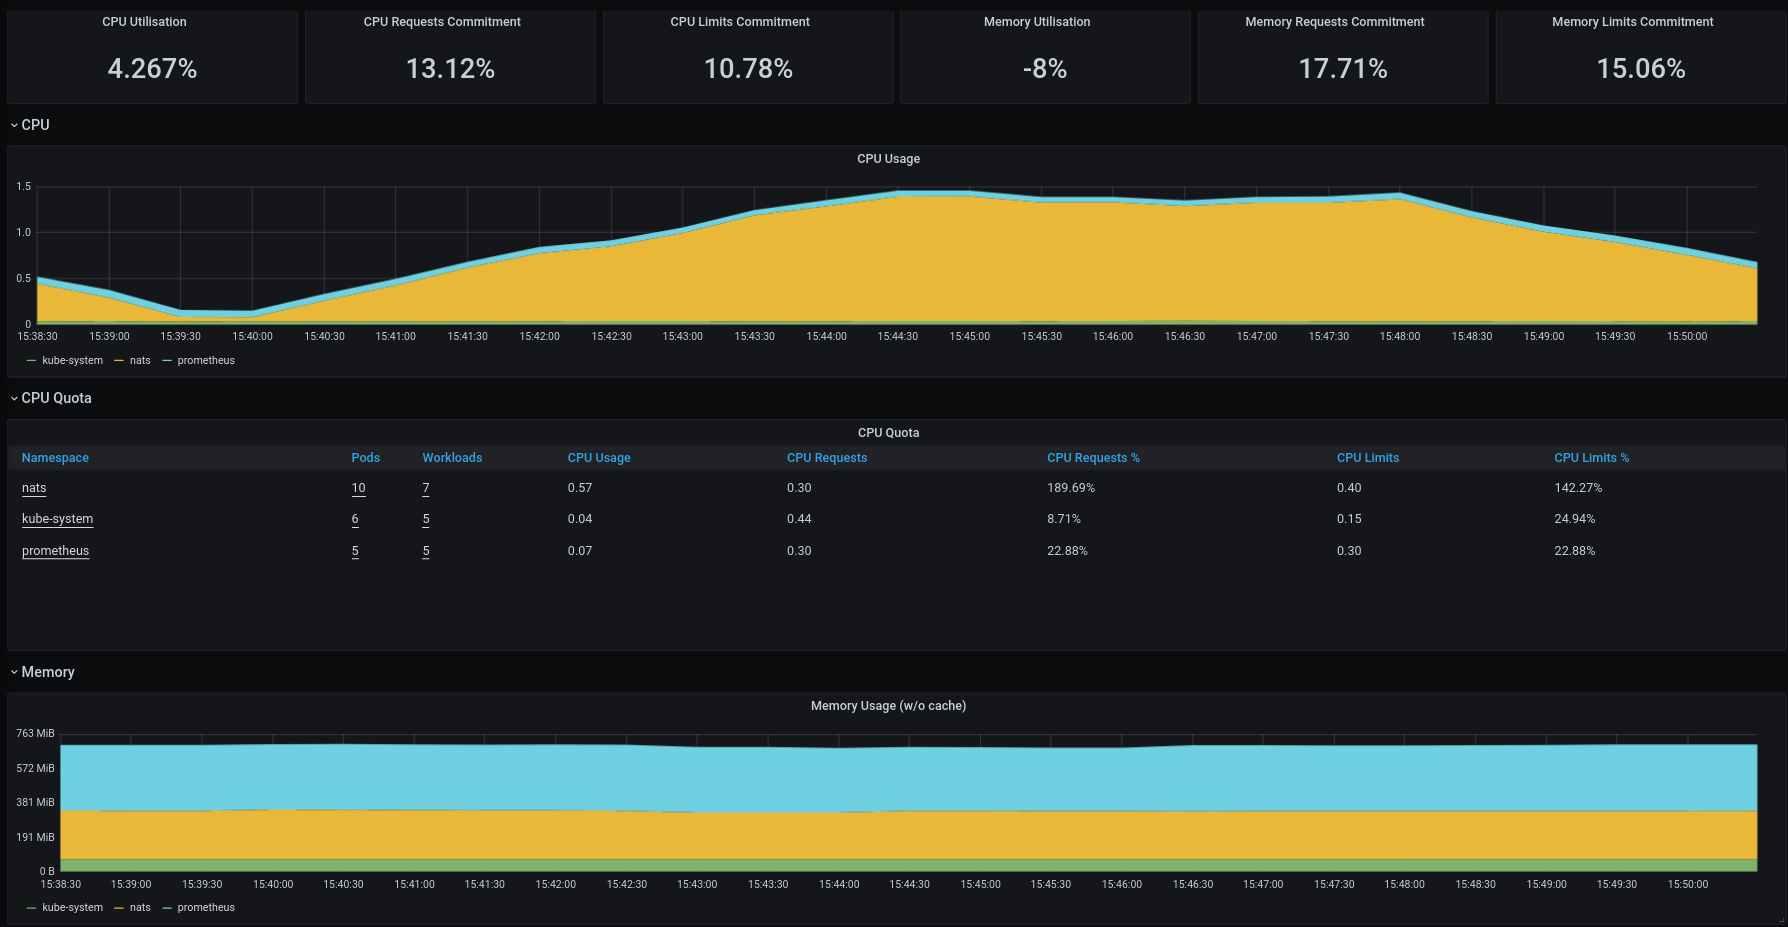 CPU Utilisation CPU Requests Commitment CPU Limits Commitment Memory Utilisation Memory Requests Commitment Memory Limits Commitment
4.267% 13.12% 10.78% -8% 17.71% 15.06%
CPU
CPU Usage
1.5
1.0
0.5
0
15:38:30 15:39:00 15:39:30 15:40:00 15:40:30 15:41:00 15:41:30 15:42:00 15:42:30 15:43:00 15:43:30 15:44:00 15:44:30 15:45:00 15:45:30 15:46:00 15:46:30 15:47:00 15:47:30 15:48:00 15:48:30 15:49:00 15:49:30 15:50:00
kube-system nats prometheus
CPU Quota
CPU Quota
Namespace Pods Workloads CPU Usage CPU Requests CPU Requests % CPU Limits CPU Limits %
nats 10 7 0.57 0.30 189.69% 0.40 142.27%
kube-system 6 5 0.04 0.44 8.71% 0.15 24.94%
prometheus 5 5 0.07 0.30 22.88% 0.30 22.88%
Memory
Memory Usage (w/o cache)
763 MiB
572 MiB
381 MiB
191 MiB
0 B
15:38:30 15:39:00 15:39:30 15:40:00 15:40:30 15:41:00 15:41:30 15:42:00 15:42:30 15:43:00 15:43:30 15:44:00 15:44:30 15:45:00 15:45:30 15:46:00 15:46:30 15:47:00 15:47:30 15:48:00 15:48:30 15:49:00 15:49:30 15:50:00
kube-system nats prometheus